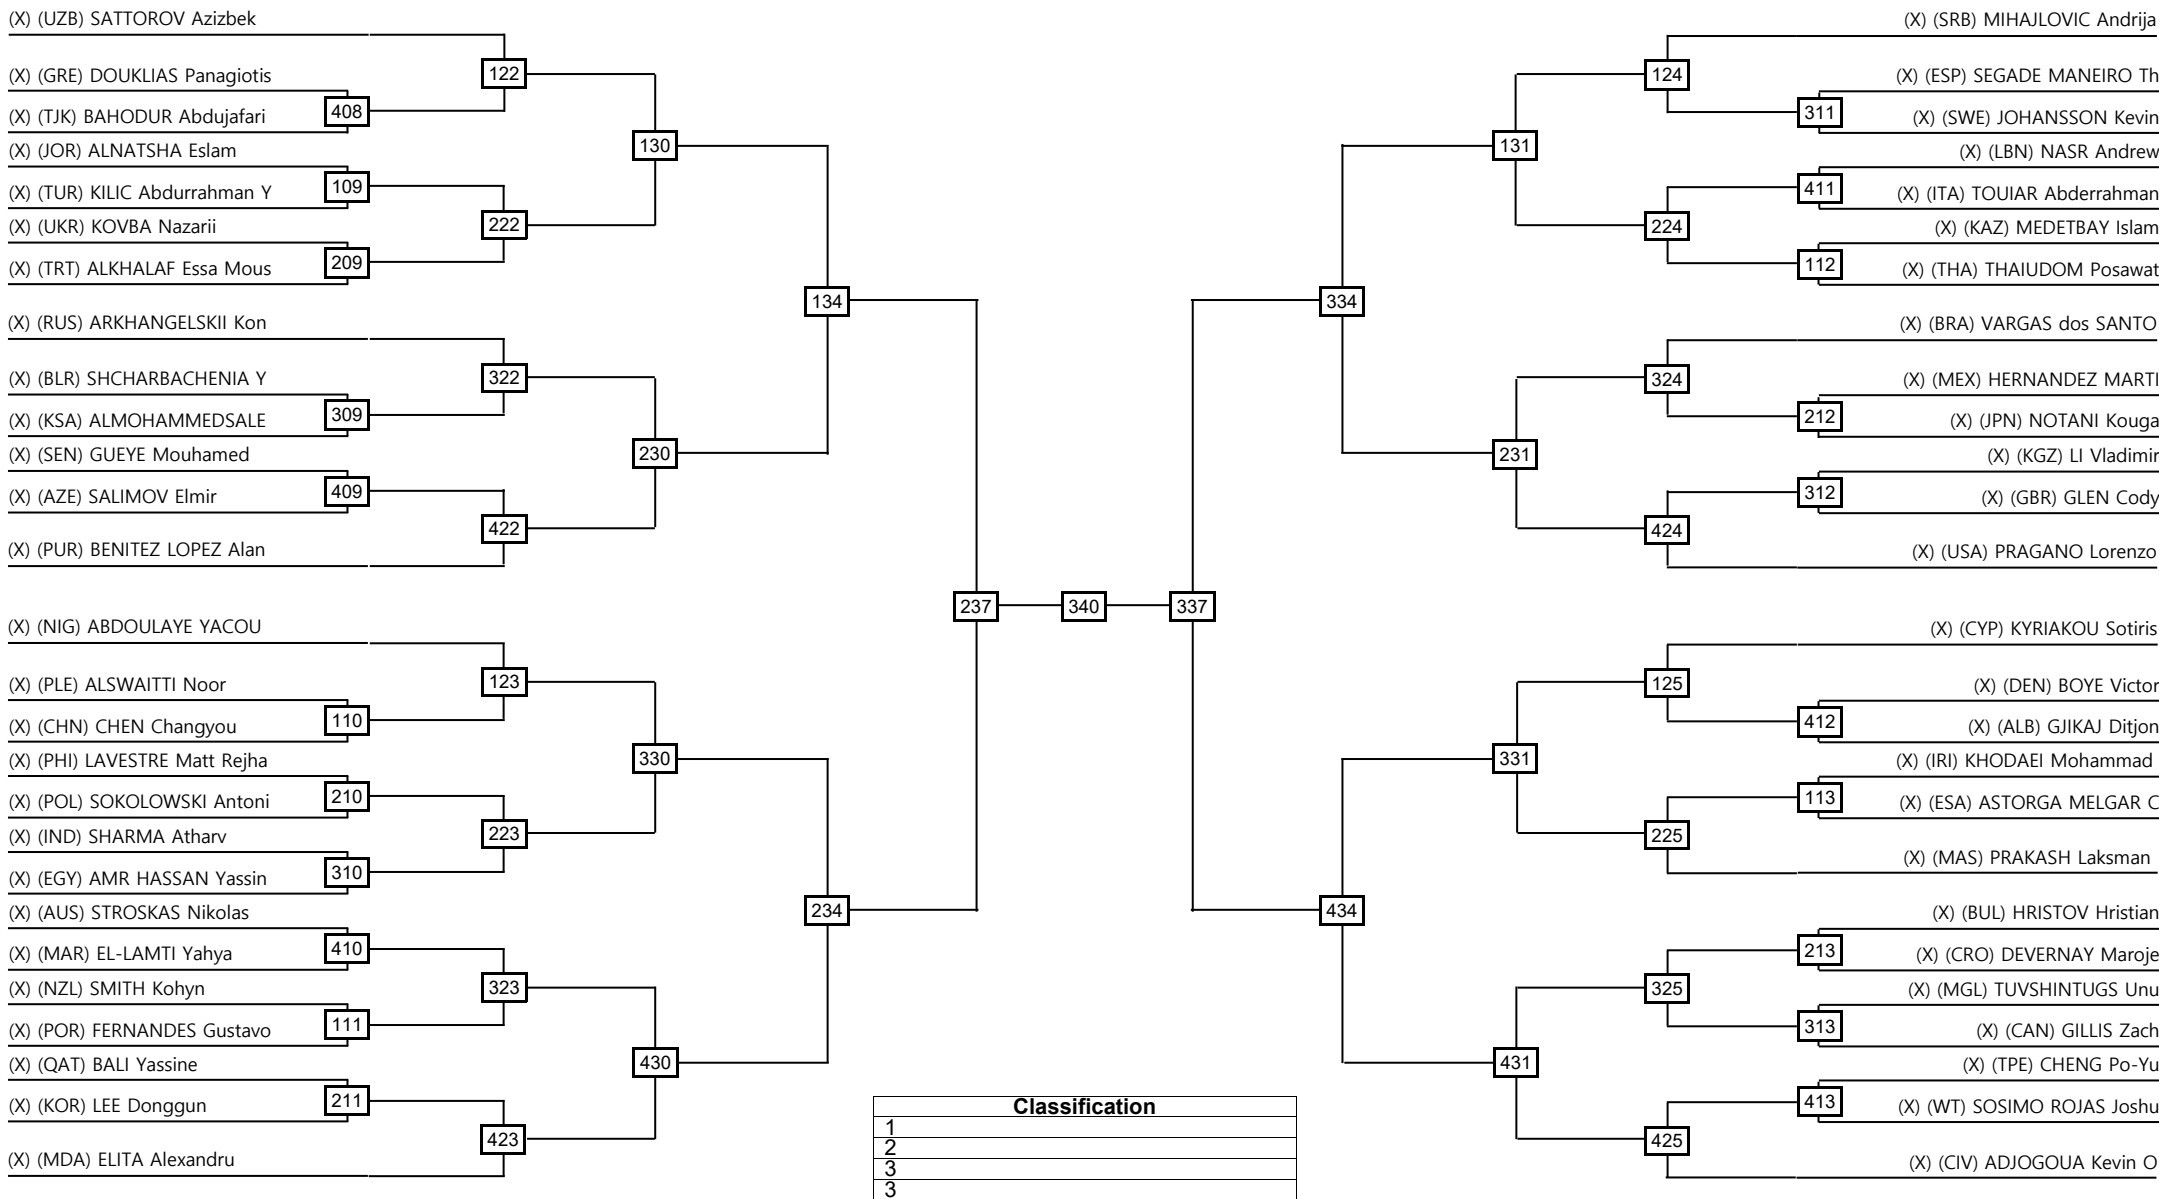 (X) (UZB) SATTOROV Azizbek
(X) (GRE) DOUKLIAS Panagiotis
(X) (TJK) BAHODUR Abdujafari
(X) (JOR) ALNATSHA Eslam
(X) (TUR) KILIC Abdurrahman Y
(X) (UKR) KOVBA Nazarii
(X) (TRT) ALKHALAF Essa Mous
(X) (RUS) ARKHANGELSKII Kon
(X) (BLR) SHCHARBACHENIA Y
(X) (KSA) ALMOHAMMEDSALE
(X) (SEN) GUEYE Mouhamed
(X) (AZE) SALIMOV Elmir
(X) (PUR) BENITEZ LOPEZ Alan
(X) (NIG) ABDOULAYE YACOU
(X) (PLE) ALSWAITTI Noor
(X) (CHN) CHEN Changyou
(X) (PHI) LAVESTRE Matt Rejha
(X) (POL) SOKOLOWSKI Antoni
(X) (IND) SHARMA Atharv
(X) (EGY) AMR HASSAN Yassin
(X) (AUS) STROSKAS Nikolas
(X) (MAR) EL-LAMTI Yahya
(X) (NZL) SMITH Kohyn
(X) (POR) FERNANDES Gustavo
(X) (QAT) BALI Yassine
(X) (KOR) LEE Donggun
(X) (MDA) ELITA Alexandru
408
109
209
309
409
110
210
310
410
111
211
122
222
322
422
123
223
323
423
130
230
330
430
134
234
237
340
337
334
434
131
231
331
431
124
224
324
424
125
225
325
425
311
411
112
212
312
412
113
213
313
413
(X) (SRB) MIHAJLOVIC Andrija
(X) (ESP) SEGADE MANEIRO Th
(X) (SWE) JOHANSSON Kevin
(X) (LBN) NASR Andrew
(X) (ITA) TOUIAR Abderrahman
(X) (KAZ) MEDETBAY Islam
(X) (THA) THAIUDOM Posawat
(X) (BRA) VARGAS dos SANTO
(X) (MEX) HERNANDEZ MARTI
(X) (JPN) NOTANI Kouga
(X) (KGZ) LI Vladimir
(X) (GBR) GLEN Cody
(X) (USA) PRAGANO Lorenzo
(X) (CYP) KYRIAKOU Sotiris
(X) (DEN) BOYE Victor
(X) (ALB) GJIKAJ Ditjon
(X) (IRI) KHODAEI Mohammad
(X) (ESA) ASTORGA MELGAR C
(X) (MAS) PRAKASH Laksman
(X) (BUL) HRISTOV Hristian
(X) (CRO) DEVERNAY Maroje
(X) (MGL) TUVSHINTUGS Unu
(X) (CAN) GILLIS Zach
(X) (TPE) CHENG Po-Yu
(X) (WT) SOSIMO ROJAS Joshu
(X) (CIV) ADJOGOUA Kevin O
Classification
1
2
3
3